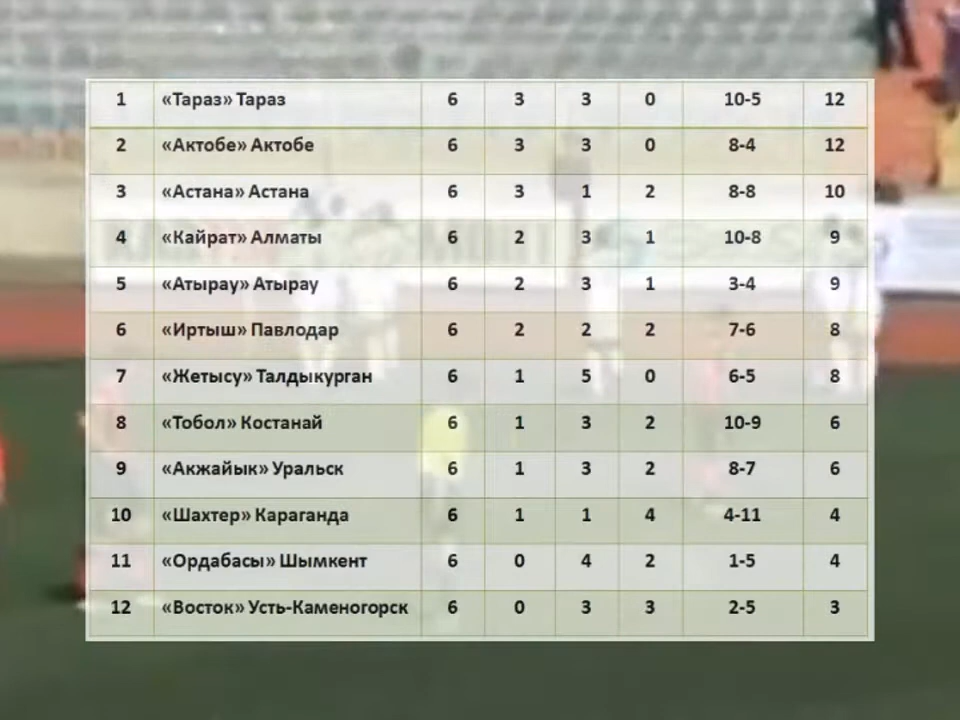 1 «Тараз» Тараз 6 3 3 0 10-5 12
2 «Актобе» Актобе 6 3 3 0 8-4 12
3 «Астана» Астана 6 3 1 2 8-8 10
4 «Кайрат» Алматы 6 2 3 1 10-8 9
5 «Атырау» Атырау 6 2 3 1 3-4 9
6 «Иртыш» Павлодар 6 2 2 2 7-6 8
7 «Жетысу» Талдыкурган 6 1 5 0 6-5 8
8 «Тобол» Костанай 6 1 3 2 10-9 6
9 «Акжайык» Уральск 6 1 3 2 8-7 6
10 «Шахтер» Караганда 6 1 1 4 4-11 4
11 «Ордабасы» Шымкент 6 0 4 2 1-5 4
12 «Восток» Усть-Каменогорск 6 0 3 3 2-5 3